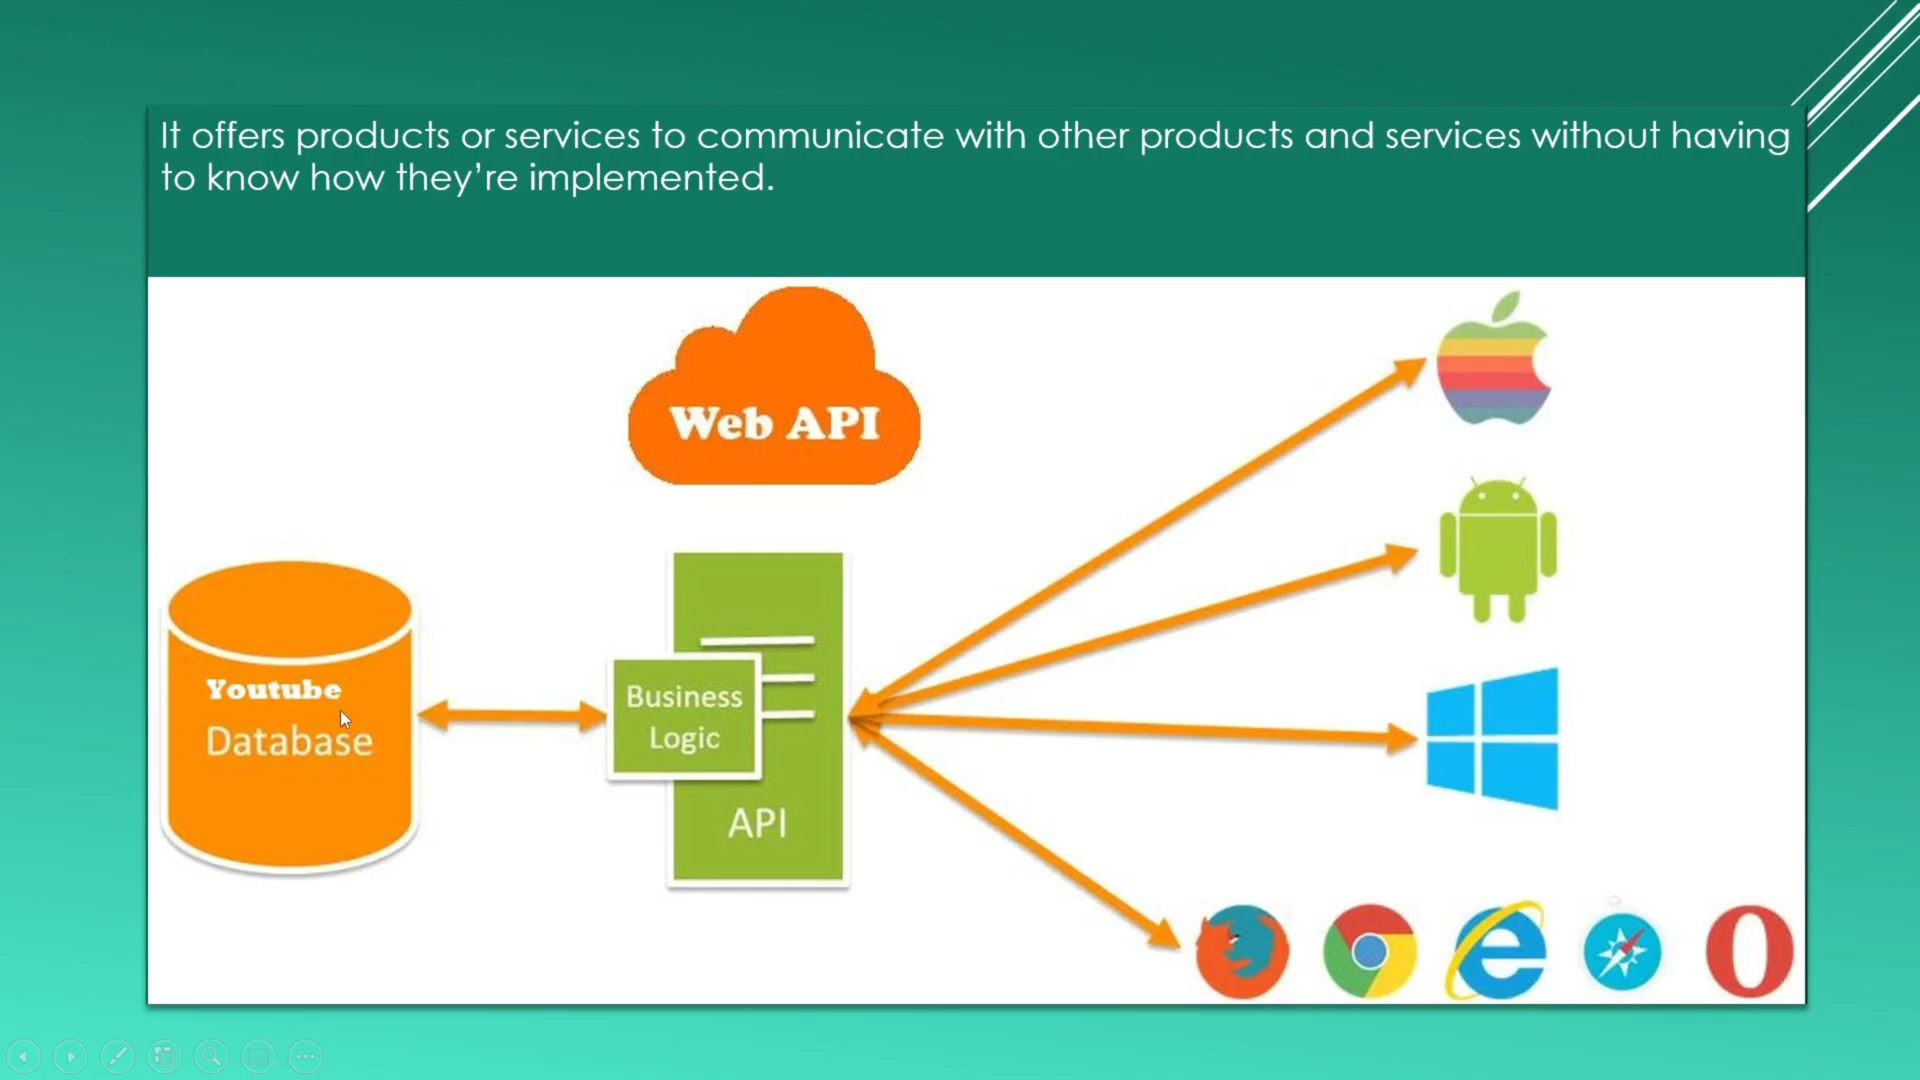 It offers products or services to communicate with other products and services without having
to know how they’re implemented.
Web API
Youtube
Database
Business
Logic
API